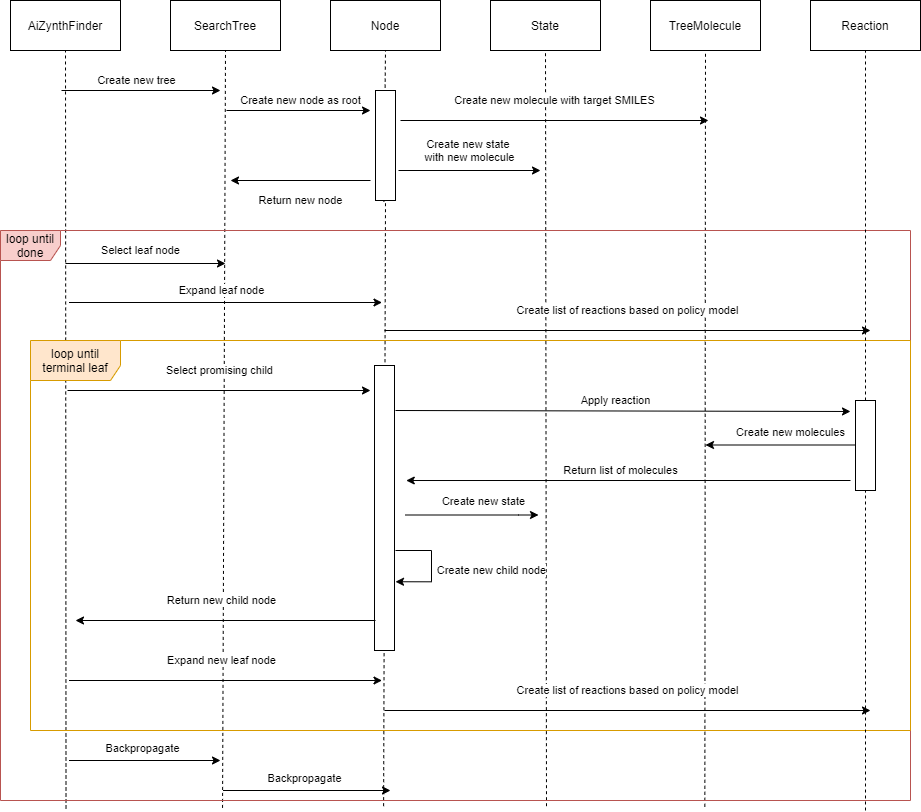 AiZynthFinder
SearchTree
Node
State
TreeMolecule
Reaction
Create new tree
Create new node as root
Create new molecule with target SMILES
Create new state
with new molecule
Return new node
loop until
done
Select leaf node
Expand leaf node
Create list of reactions based on policy model
loop until
terminal leaf
Select promising child
Apply reaction
Create new molecules
Return list of molecules
Create new state
Create new child node
Return new child node
Expand new leaf node
Create list of reactions based on policy model
Backpropagate
Backpropagate